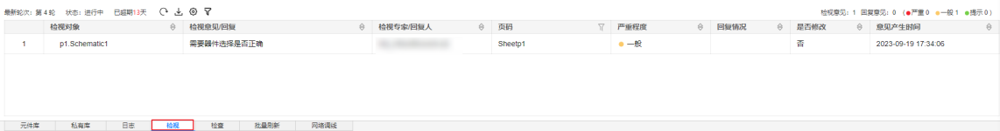 最新轮次：第 4 轮 状态：进行中 已超期13天 检视意见：1 回复意见：0 （●严重 0 ●一般 1 ●提示 0）
检视对象 检视意见/回复 检视专家/回复人 页码 严重程度 回复情况 是否修改 意见产生时间
1 p1.Schematic1 需要器件选择是否正确 Sheetp1 一般 否 2023-09-19 17:34:06
元件库 私有库 日志 检视 检查 批量刷新 网络调线